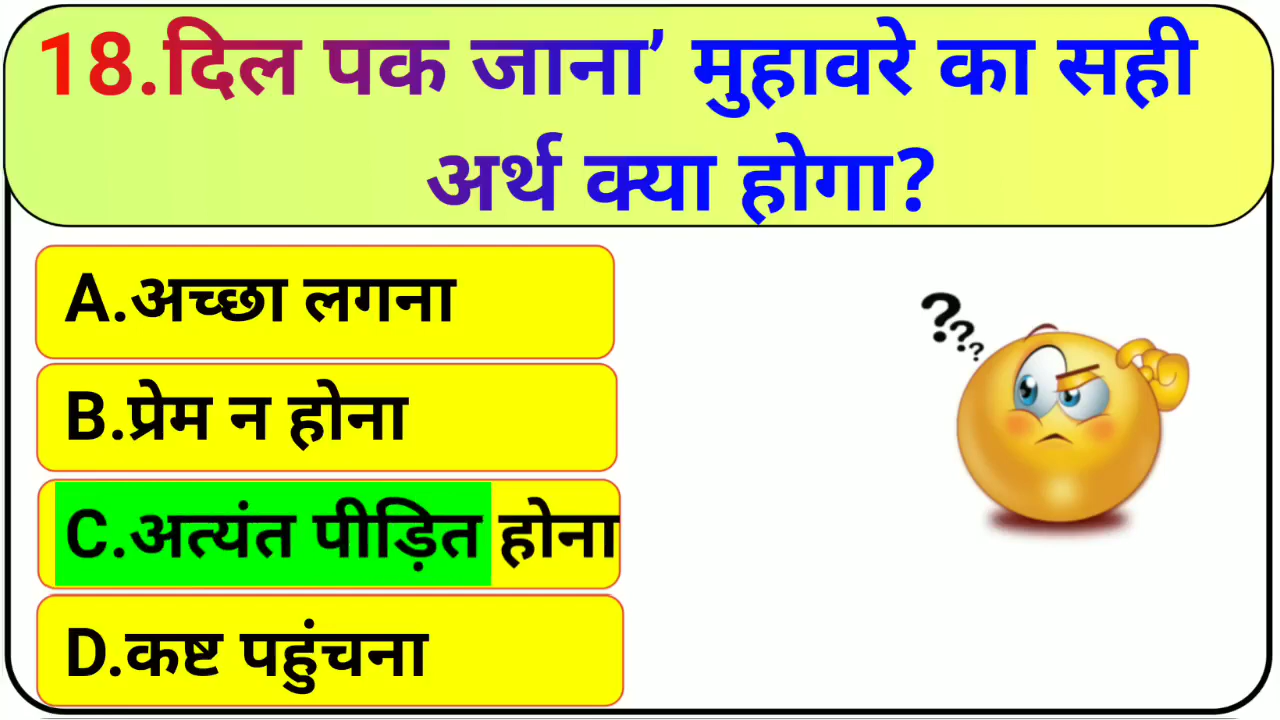 18.दिल पक जाना’ मुहावरे का सही
अर्थ क्या होगा?
A.अच्छा लगना
B.प्रेम न होना
C.अत्यंत पीड़ित होना
D.कष्ट पहुंचना
???